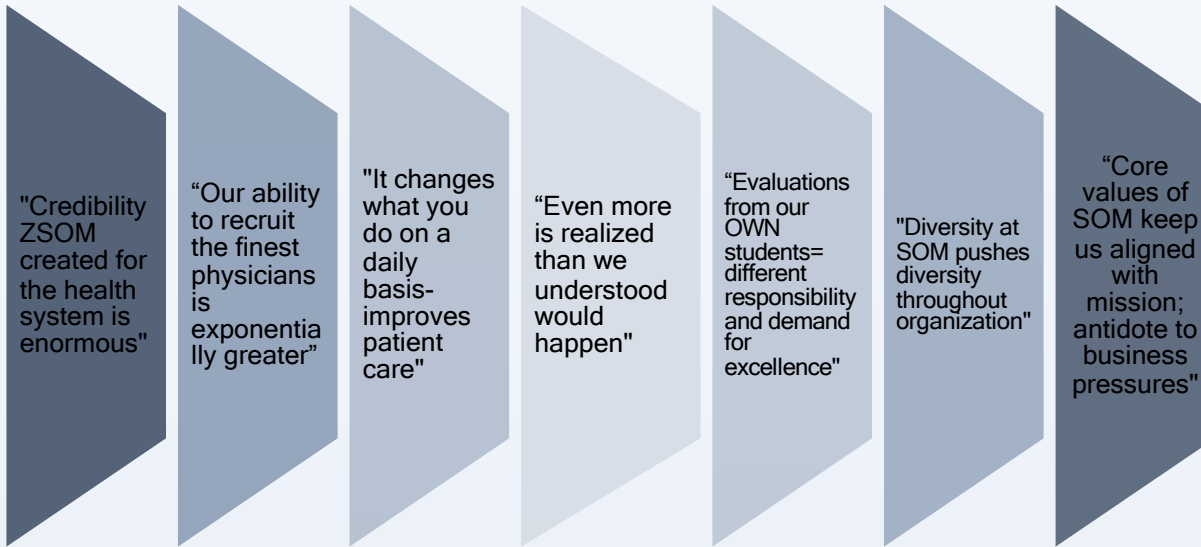 "Credibility
ZSOM
created for
the health
system is
enormous"
“Our ability
to recruit
the finest
physicians
is
exponentia
lly greater”
"It changes
what you
do on a
daily
basis-
improves
patient
care"
“Even more
is realized
than we
understood
would
happen"
“Evaluations
from our
OWN
students=
different
responsibility
and demand
for
excellence"
"Diversity at
SOM pushes
diversity
throughout
organization"
“Core
values of
SOM keep
us aligned
with
mission;
antidote to
business
pressures"